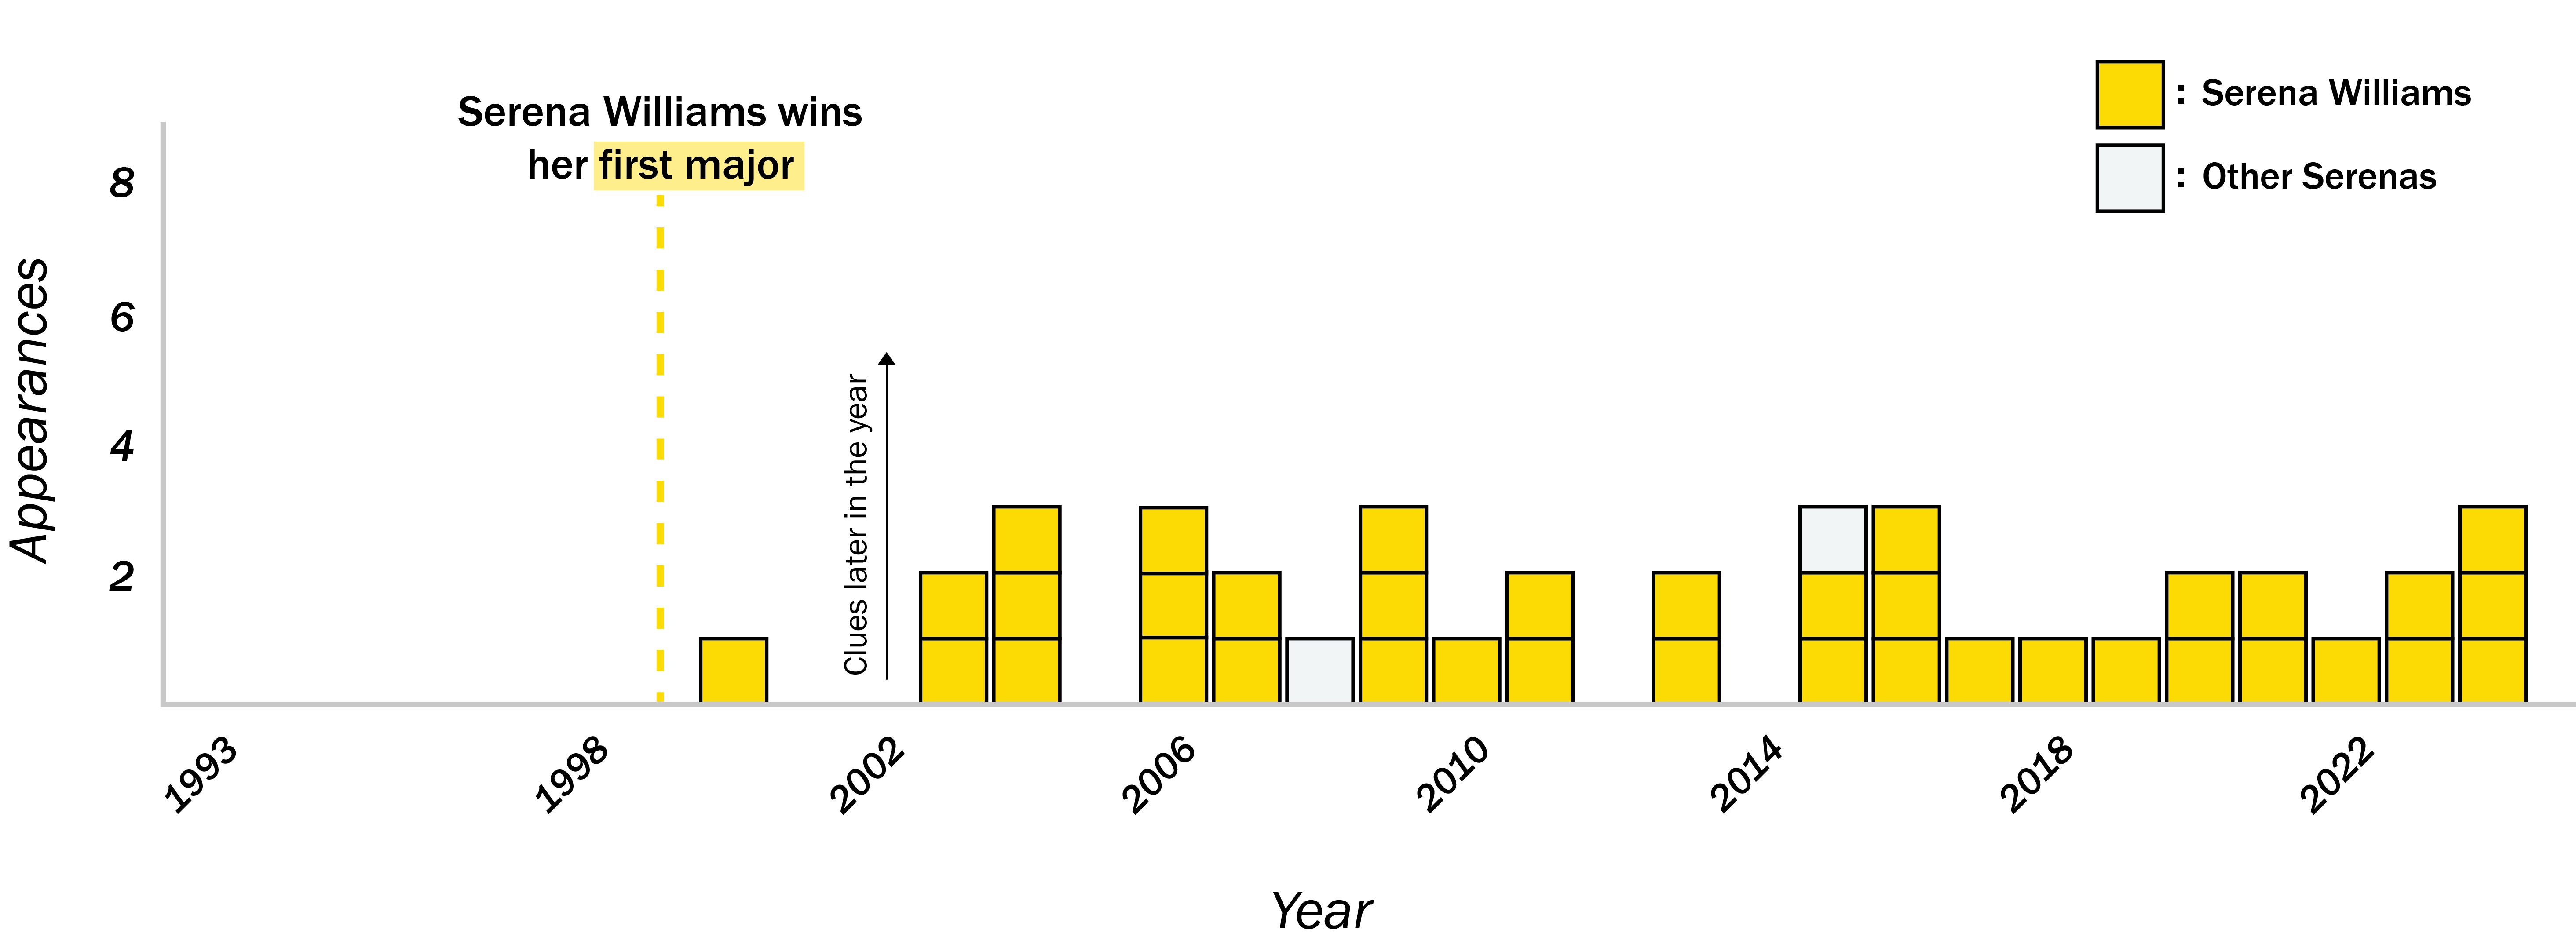 Serena Williams wins
her first major
: Serena Williams
: Other Serenas
Appearances
8
6
4
2
Clues later in the year
1993
1998
2002
2006
2010
2014
2018
2022
Year